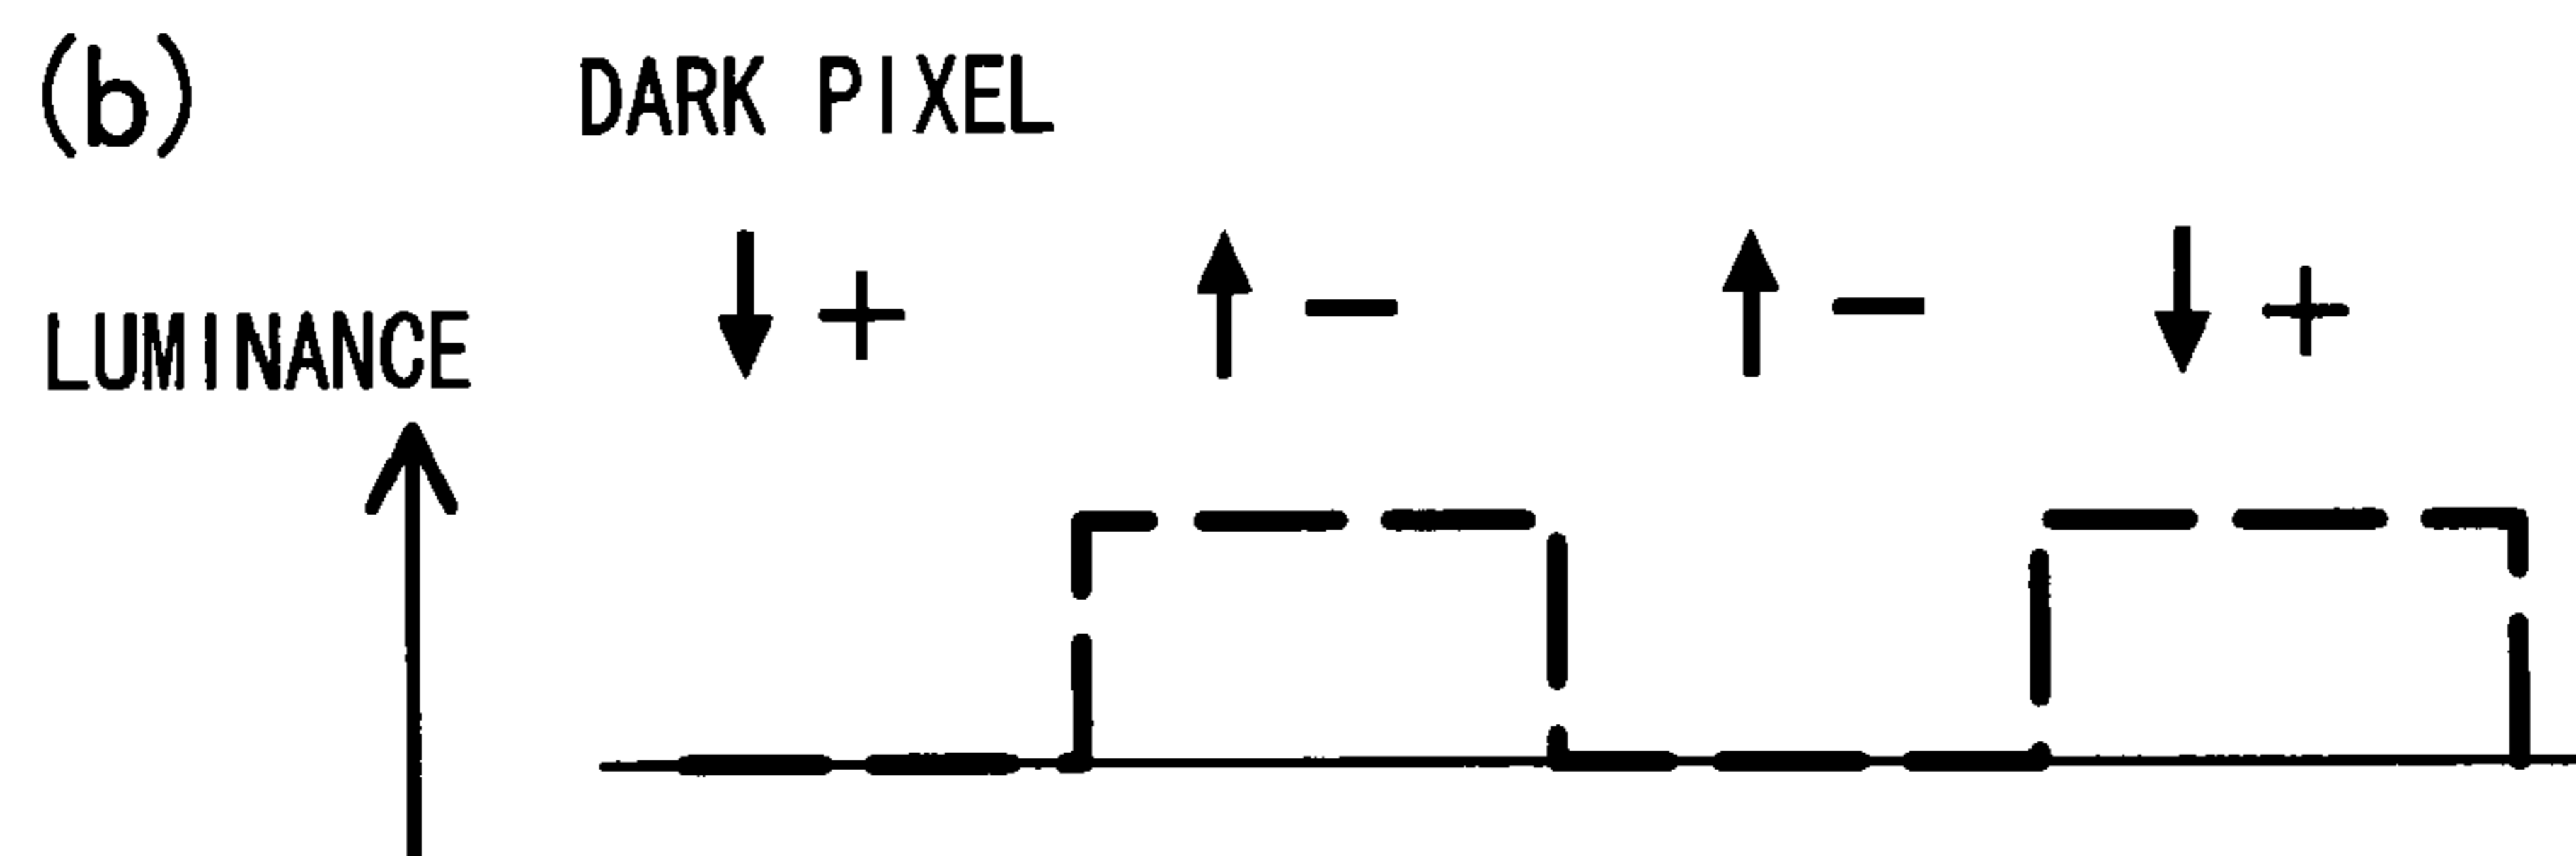 (b) DARK PIXEL
↓ + ↑ − ↑ − ↓ +
LUMINANCE